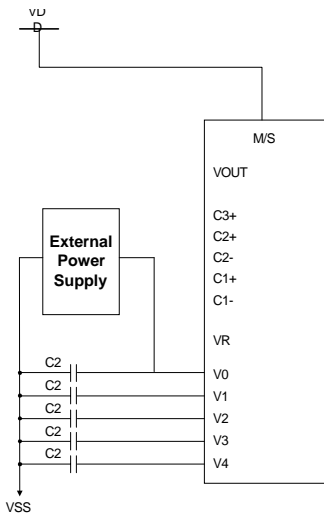 VD
D
M/S
VOUT
C3+
C2+
C2-
C1+
C1-
External
Power
Supply
VR
C2
V0
C2
V1
C2
V2
C2
V3
C2
V4
VSS